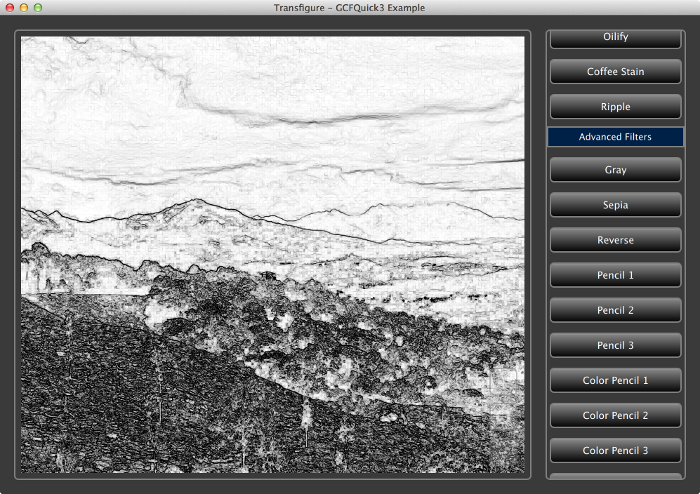 Transfigure – GCFQuick3 Example
Oilify
Coffee Stain
Ripple
Advanced Filters
Gray
Sepia
Reverse
Pencil 1
Pencil 2
Pencil 3
Color Pencil 1
Color Pencil 2
Color Pencil 3